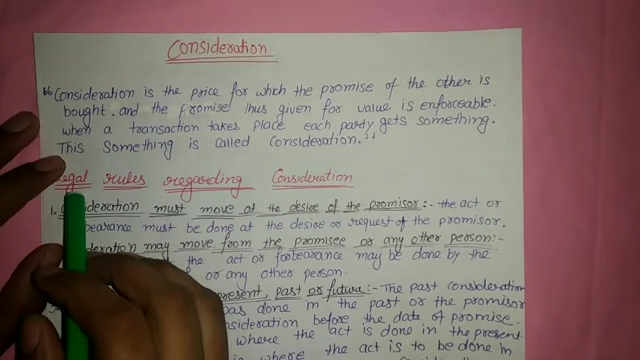 Consideration
"Consideration is the price for which the promise of the other is
bought. and the promise thus given for value is enforceable.
when a transaction takes place each party gets something.
This something is called consideration."
Legal rules regarding Consideration
1. Consideration must move at the desire of the promisor:- the act or
bearance must be done at the desire or request of the promisor.
deration may move from the promisee or any other person:-
the act or forbearance may be done by the
or any other person.
present, past or future:- The past consideration
was done in the past or the promisor
sideration before the date of promise.
where the act is done in the present
is where the act is to be done in